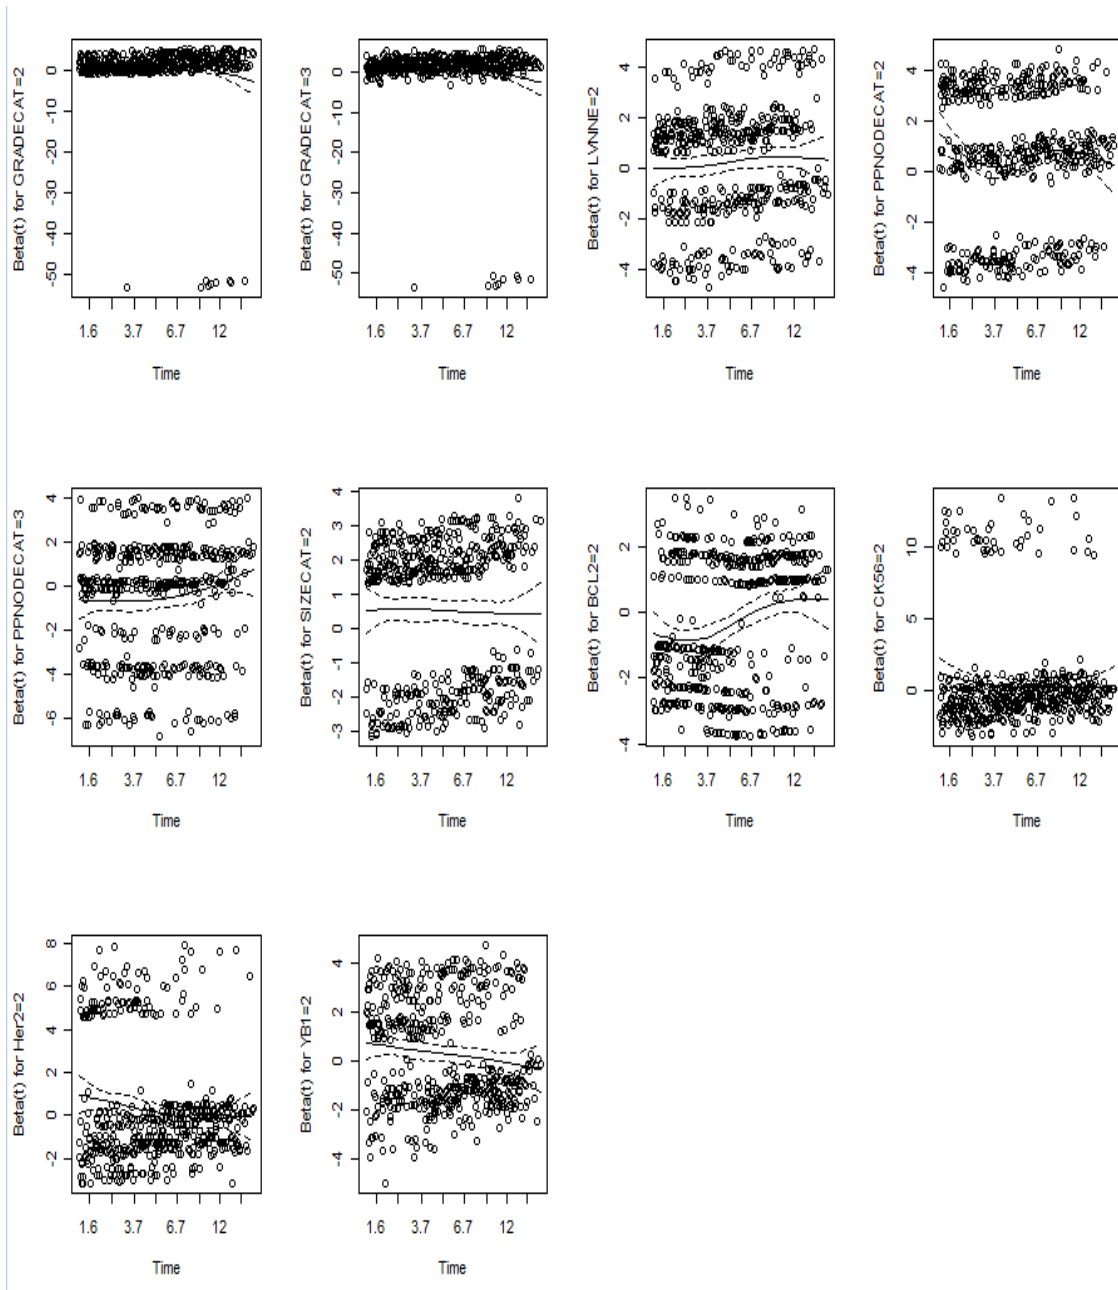 Beta(t) for GRADECAT=2
0
-10
-20
-30
-40
-50
1.6 3.7 6.7 12
Time
Beta(t) for GRADECAT=3
0
-10
-20
-30
-40
-50
1.6 3.7 6.7 12
Time
Beta(t) for LVNNE=2
4
2
0
-2
-4
1.6 3.7 6.7 12
Time
Beta(t) for PPNODECAT=2
4
2
0
-2
-4
1.6 3.7 6.7 12
Time
Beta(t) for PPNODECAT=3
4
2
0
-2
-4
-6
1.6 3.7 6.7 12
Time
Beta(t) for SIZECAT=2
4
3
2
1
0
-1
-2
-3
1.6 3.7 6.7 12
Time
Beta(t) for BCL2=2
2
0
-2
-4
1.6 3.7 6.7 12
Time
Beta(t) for CK56=2
10
5
0
1.6 3.7 6.7 12
Time
Beta(t) for Her2=2
8
6
4
2
0
-2
1.6 3.7 6.7 12
Time
Beta(t) for YB1=2
4
2
0
-2
-4
1.6 3.7 6.7 12
Time